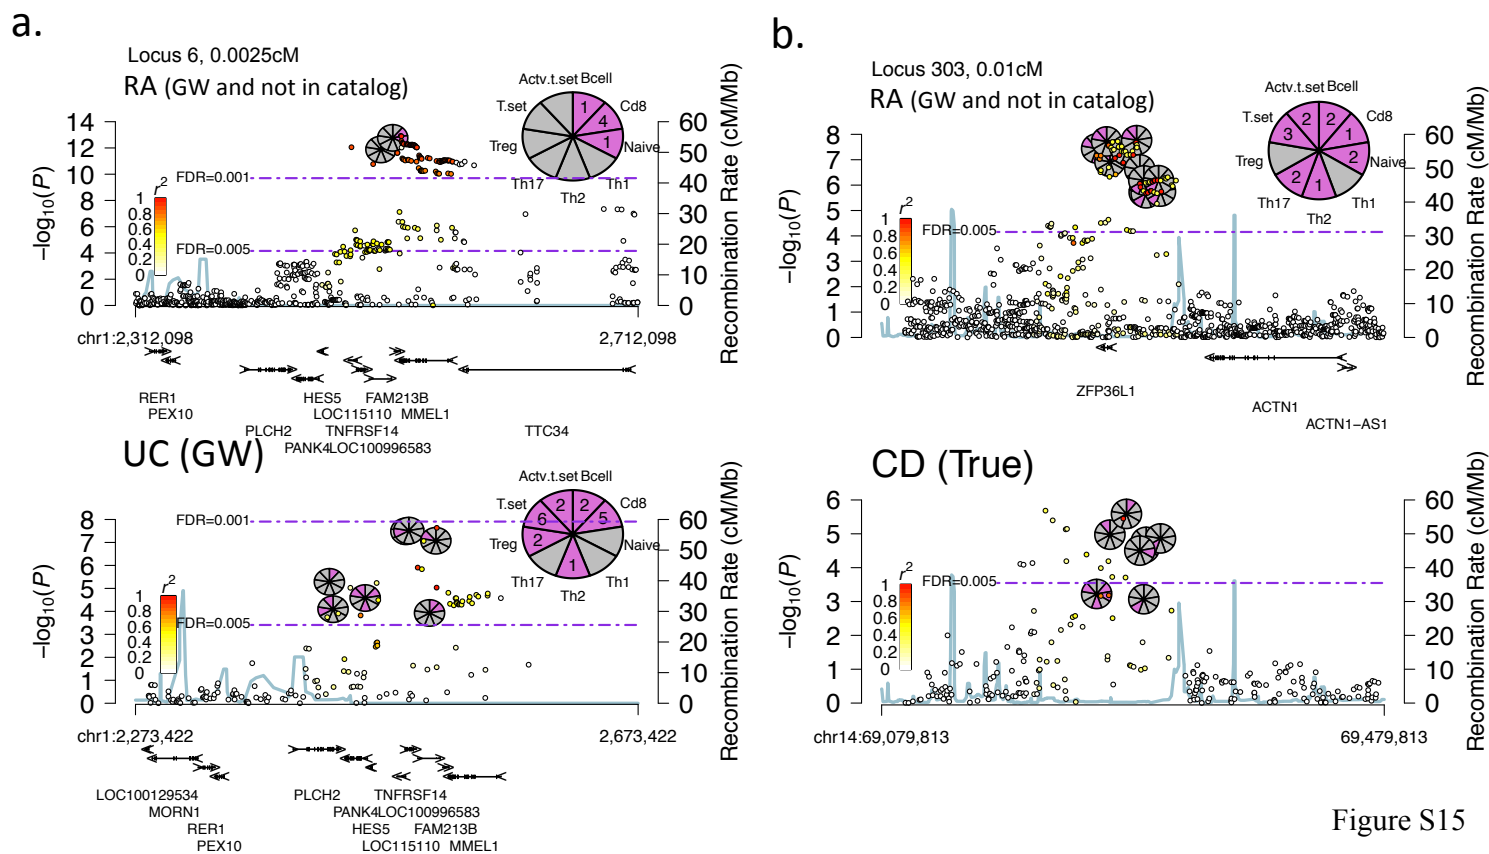 a.
Locus 6, 0.0025cM
RA (GW and not in catalog)
Actv.t.set Bcell
T.set Cd8
Treg Naive
Th17 Th2 Th1
1
4
1
14
12
10
8
6
4
2
0
−log10(P)
60
50
40
30
20
10
0
Recombination Rate (cM/Mb)
FDR=0.001
FDR=0.005
r2
1
0.8
0.6
0.4
0.2
0
chr1:2,312,098 2,712,098
RER1 HES5 FAM213B
PEX10 LOC115110 MMEL1
PLCH2 TNFRSF14 TTC34
PANK4 LOC100996583
UC (GW)
Actv.t.set Bcell
T.set Cd8
Treg Naive
Th17 Th1
Th2
2 2
6 5
2
1
8
7
6
5
4
3
2
1
0
−log10(P)
60
50
40
30
20
10
0
Recombination Rate (cM/Mb)
FDR=0.001
FDR=0.005
r2
1
0.8
0.6
0.4
0.2
0
chr1:2,273,422 2,673,422
LOC100129534 PLCH2 TNFRSF14
MORN1 PANK4 LOC100996583
RER1 HES5 FAM213B
PEX10 LOC115110 MMEL1
b.
Locus 303, 0.01cM
RA (GW and not in catalog)
Actv.t.set Bcell
T.set Cd8
Treg Naive
Th17 Th1
Th2
2 2
3 1
2
2 1
8
7
6
5
4
3
2
1
0
−log10(P)
60
50
40
30
20
10
0
Recombination Rate (cM/Mb)
FDR=0.005
r2
1
0.8
0.6
0.4
0.2
0
ZFP36L1
ACTN1
ACTN1−AS1
CD (True)
6
5
4
3
2
1
0
−log10(P)
60
50
40
30
20
10
0
Recombination Rate (cM/Mb)
FDR=0.005
r2
1
0.8
0.6
0.4
0.2
0
chr14:69,079,813 69,479,813
Figure S15